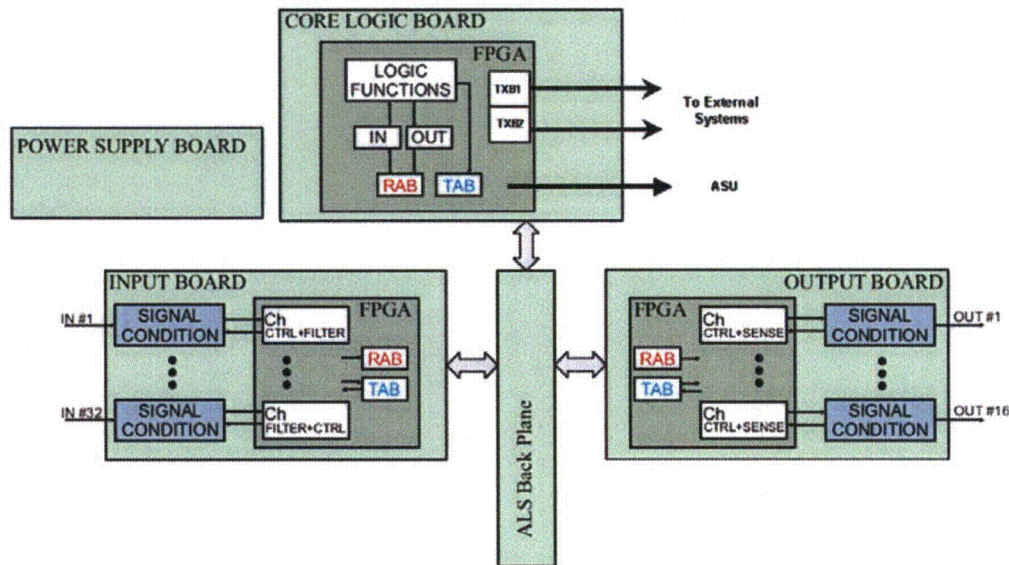 CORE LOGIC BOARD
FPGA
LOGIC
FUNCTIONS
TXB1
TXB2
IN
OUT
RAB
TAB
To External
Systems
ASU
POWER SUPPLY BOARD
INPUT BOARD
FPGA
IN #1
SIGNAL
CONDITION
Ch
CTRL+FILTER
RAB
TAB
IN #32
SIGNAL
CONDITION
Ch
FILTER+CTRL
ALS Back Plane
OUTPUT BOARD
FPGA
Ch
CTRL+SENSE
SIGNAL
CONDITION
OUT #1
RAB
TAB
Ch
CTRL+SENSE
SIGNAL
CONDITION
OUT #16